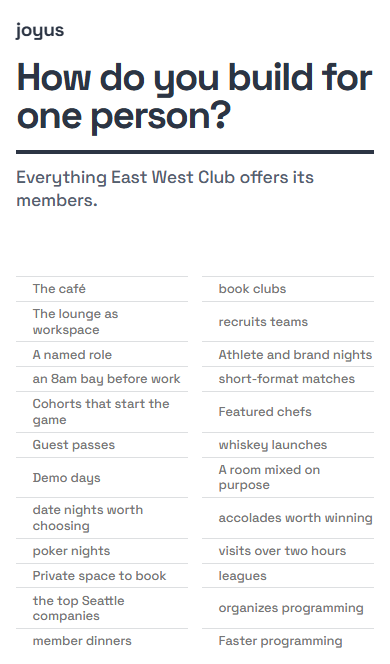 joyus
How do you build for
one person?
Everything East West Club offers its
members.
The café
book clubs
The lounge as
workspace
recruits teams
A named role
Athlete and brand nights
an 8am bay before work
short-format matches
Cohorts that start the
game
Featured chefs
Guest passes
whiskey launches
Demo days
A room mixed on
purpose
date nights worth
choosing
accolades worth winning
poker nights
visits over two hours
Private space to book
leagues
the top Seattle
companies
organizes programming
member dinners
Faster programming